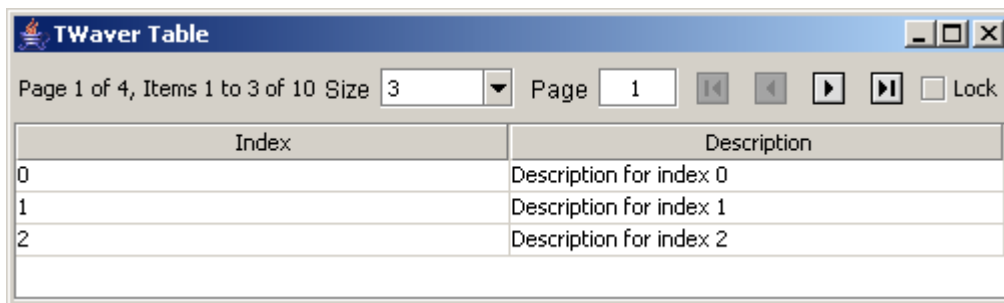 TWaver Table
Page 1 of 4, Items 1 to 3 of 10 Size 3 Page 1 Lock
Index Description
0 Description for index 0
1 Description for index 1
2 Description for index 2